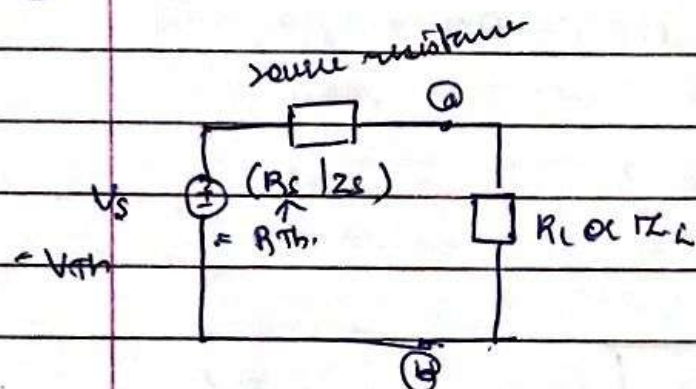 source resistance
a
Vs (Rs | Zs)
= RTh.
RL or ZL
= VTh
b